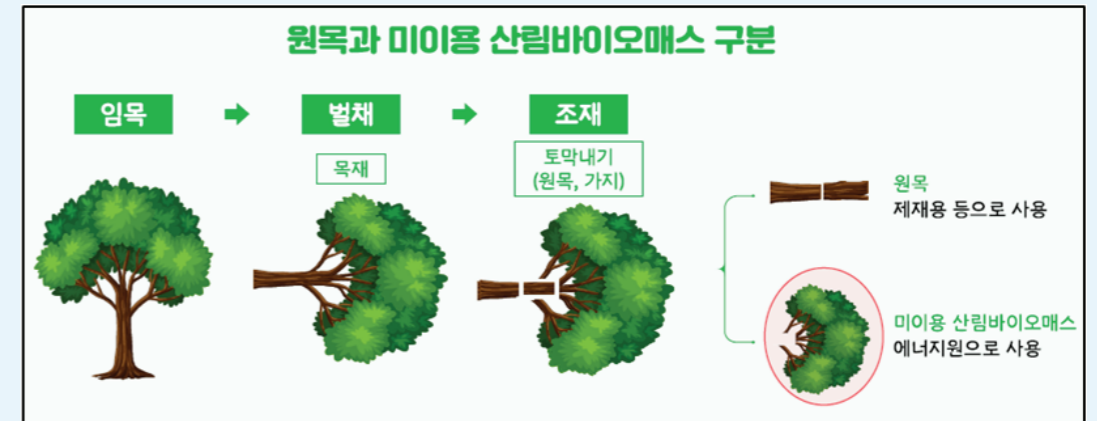 원목과 미이용 산림바이오매스 구분
임목
벌채
조재
목재
토막내기
(원목, 가지)
원목
제재용 등으로 사용
미이용 산림바이오매스
에너지원으로 사용